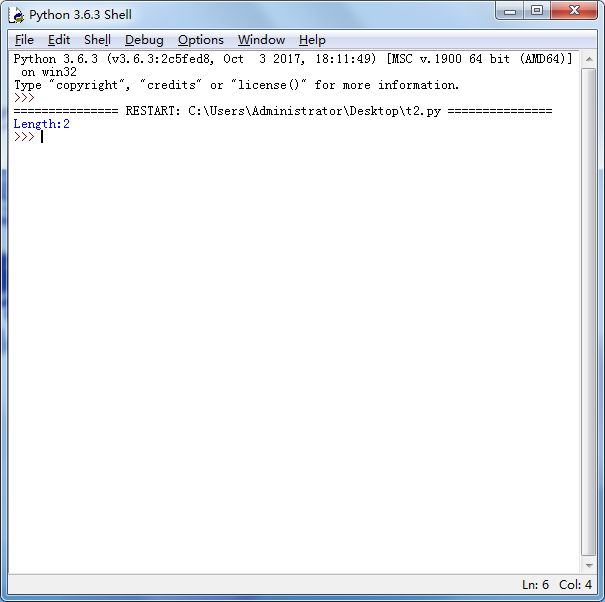 Python 3.6.3 Shell
File Edit Shell Debug Options Window Help
Python 3.6.3 (v3.6.3:2c5fed8, Oct  3 2017, 18:11:49) [MSC v.1900 64 bit (AMD64)]
 on win32
Type "copyright", "credits" or "license()" for more information.
>>>
=============== RESTART: C:\Users\Administrator\Desktop\t2.py ===============
Length:2
>>>
Ln: 6 Col: 4